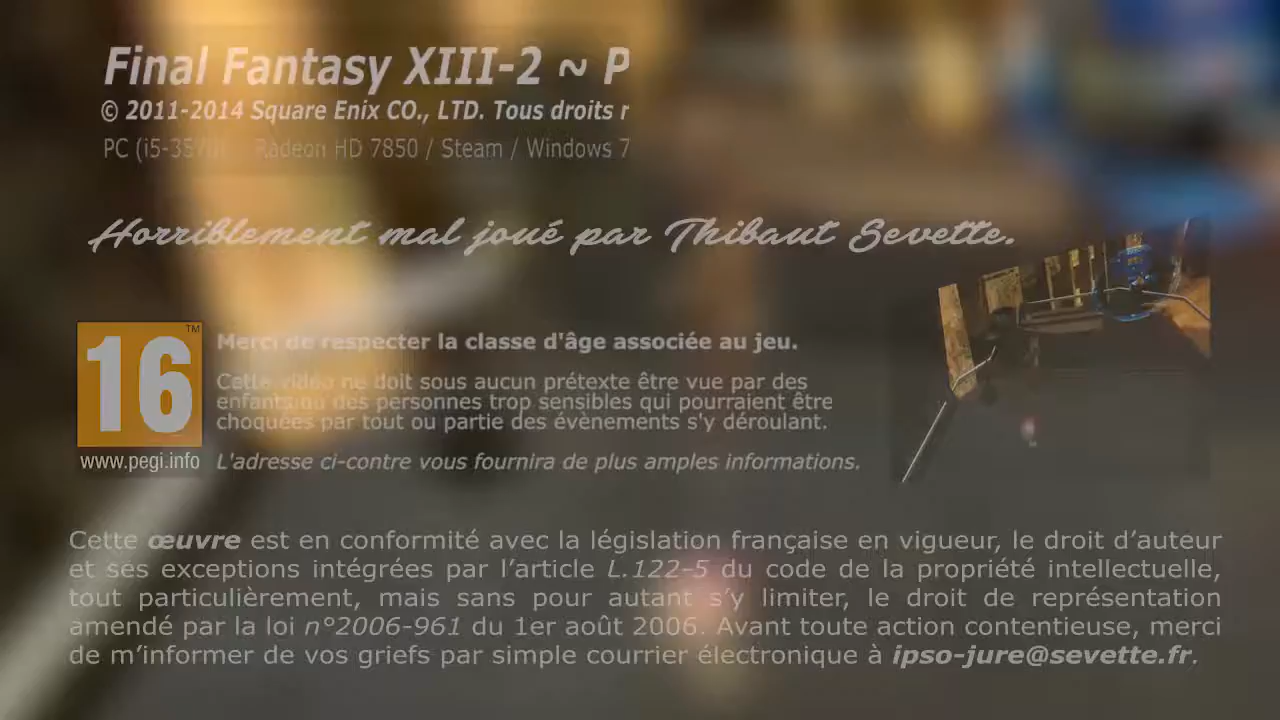 Final Fantasy XIII-2 ~ P
© 2011-2014 Square Enix CO., LTD. Tous droits r
PC (i5-3570) / Radeon HD 7850 / Steam / Windows 7
Horriblement mal joué par Thibaut Sevette.
16
TM
www.pegi.info
Merci de respecter la classe d'âge associée au jeu.
Cette vidéo ne doit sous aucun prétexte être vue par des
enfants ou des personnes trop sensibles qui pourraient être
choquées par tout ou partie des évènements s'y déroulant.
L'adresse ci-contre vous fournira de plus amples informations.
Cette œuvre est en conformité avec la législation française en vigueur, le droit d’auteur
et ses exceptions intégrées par l’article L.122-5 du code de la propriété intellectuelle,
tout particulièrement, mais sans pour autant s’y limiter, le droit de représentation
amendé par la loi n°2006-961 du 1er août 2006. Avant toute action contentieuse, merci
de m’informer de vos griefs par simple courrier électronique à ipso-jure@sevette.fr.